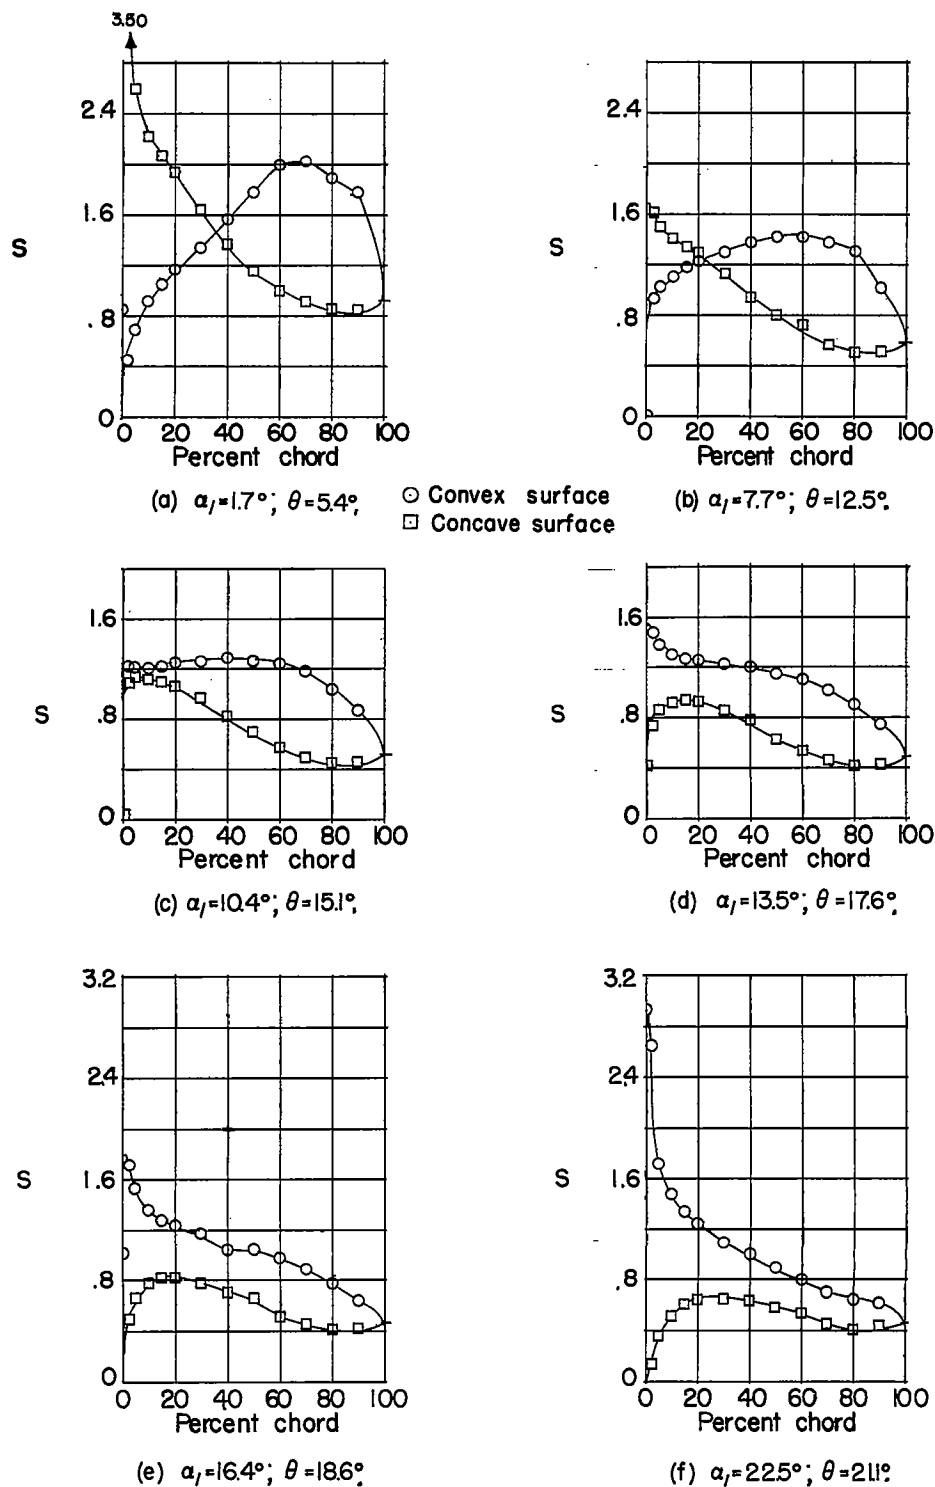 3.50
2.4
1.6
S
.8
0
0 20 40 60 80 100
Percent chord
(a) α₁=1.7°; θ=5.4°.
2.4
1.6
S
.8
0
0 20 40 60 80 100
Percent chord
(b) α₁=7.7°; θ=12.5°.
Convex surface
Concave surface
1.6
S
.8
0
0 20 40 60 80 100
Percent chord
(c) α₁=10.4°; θ=15.1°.
1.6
S
.8
0
0 20 40 60 80 100
Percent chord
(d) α₁=13.5°; θ=17.6°.
3.2
2.4
S
1.6
.8
0
0 20 40 60 80 100
Percent chord
(e) α₁=16.4°; θ=18.6°.
3.2
2.4
S
1.6
.8
0
0 20 40 60 80 100
Percent chord
(f) α₁=22.5°; θ=21.1°.